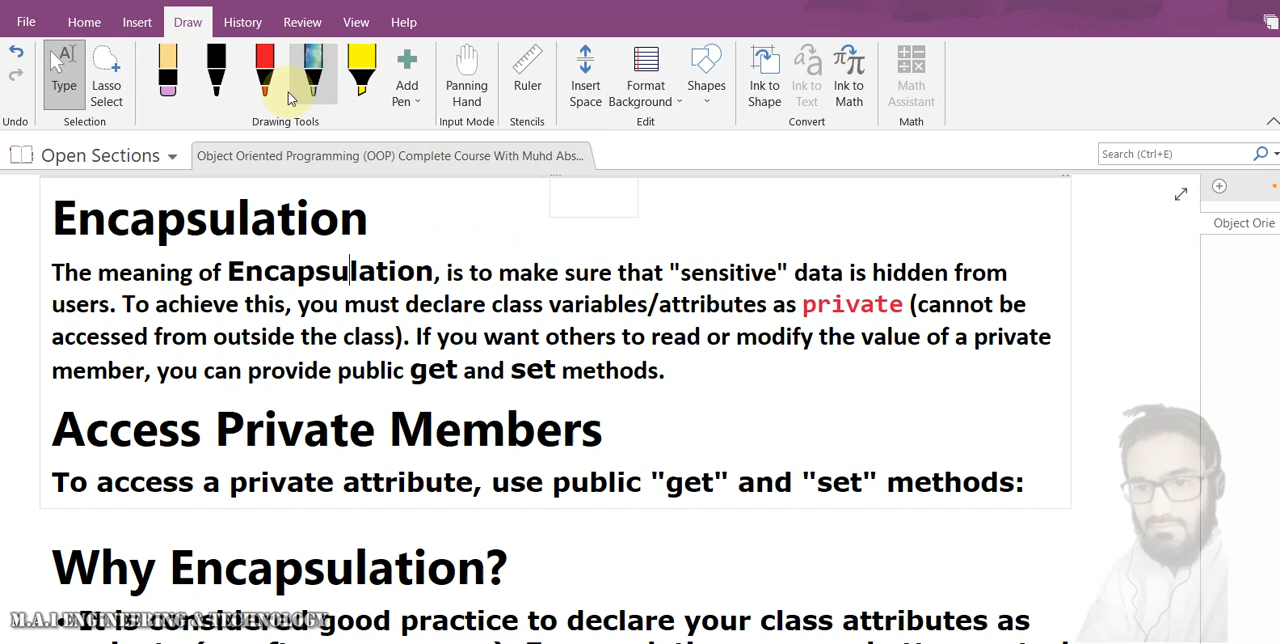 File Home Insert Draw History Review View Help
Type Lasso Select Add Pen Panning Hand Ruler Insert Space Format Background Shapes Ink to Shape Ink to Text Ink to Math Math Assistant
Undo Selection Drawing Tools Input Mode Stencils Edit Convert Math
Open Sections Object Oriented Programming (OOP) Complete Course With Muhd Abs... Search (Ctrl+E)
Object Orie
Encapsulation
The meaning of Encapsulation, is to make sure that "sensitive" data is hidden from
users. To achieve this, you must declare class variables/attributes as private (cannot be
accessed from outside the class). If you want others to read or modify the value of a private
member, you can provide public get and set methods.
Access Private Members
To access a private attribute, use public "get" and "set" methods:
Why Encapsulation?
• It is considered good practice to declare your class attributes as
M.A.I ENGINEERING & TECHNOLOGY